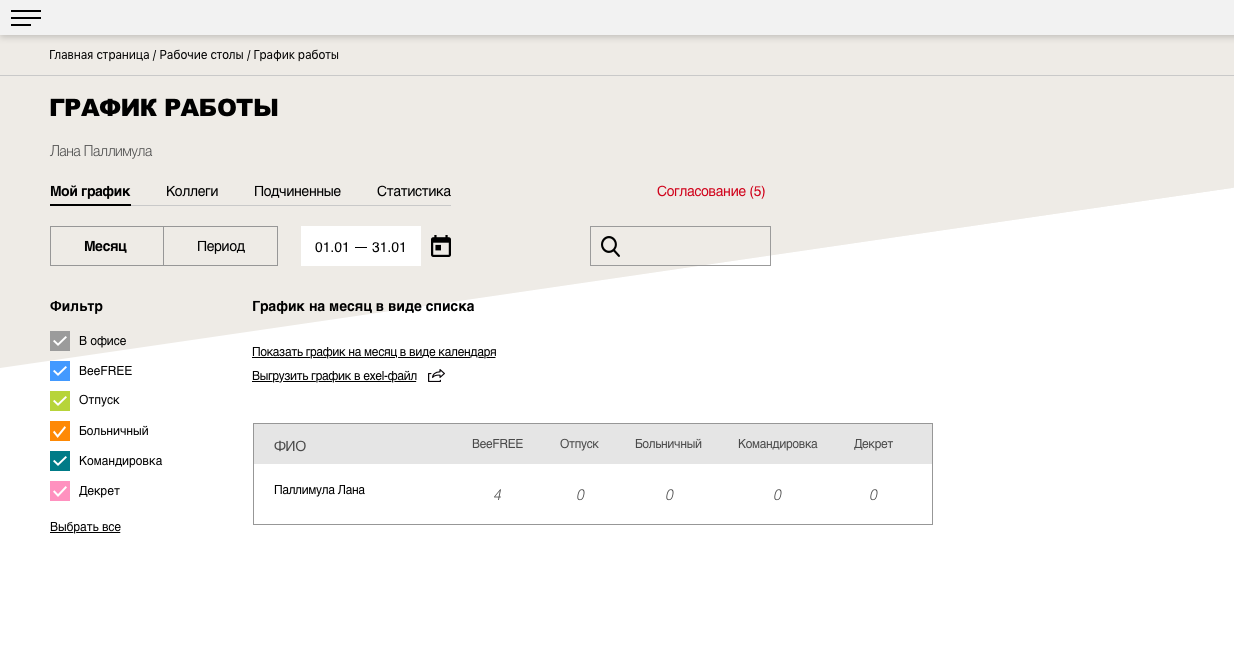 Главная страница / Рабочие столы / График работы
ГРАФИК РАБОТЫ
Лана Паллимула
Мой график Коллеги Подчиненные Статистика Согласование (5)
Месяц Период 01.01 — 31.01
Фильтр
В офисе
BeeFREE
Отпуск
Больничный
Командировка
Декрет
Выбрать все
График на месяц в виде списка
Показать график на месяц в виде календаря
Выгрузить график в exel-файл
ФИО BeeFREE Отпуск Больничный Командировка Декрет
Паллимула Лана 4 0 0 0 0